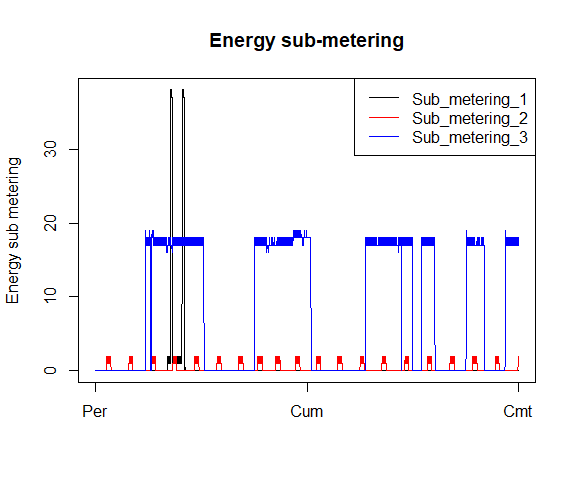 Energy sub-metering
Sub_metering_1
Sub_metering_2
Sub_metering_3
Energy sub metering
30
20
10
0
Per
Cum
Cmt